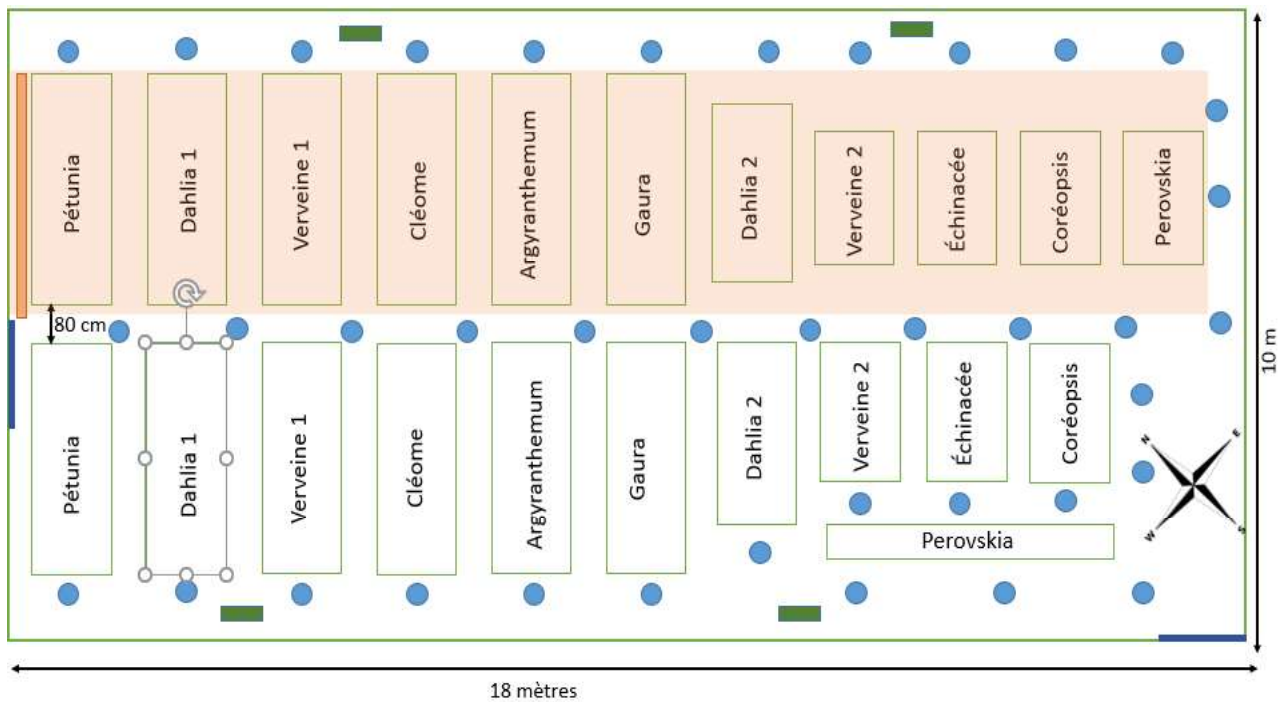 Pétunia
Dahlia 1
Verveine 1
Cléome
Argyranthemum
Gaura
Dahlia 2
Verveine 2
Échinacée
Coréopsis
Perovskia
80 cm
10 m
Pétunia
Dahlia 1
Verveine 1
Cléome
Argyranthemum
Gaura
Dahlia 2
Verveine 2
Échinacée
Coréopsis
N
E
W
S
Perovskia
18 mètres